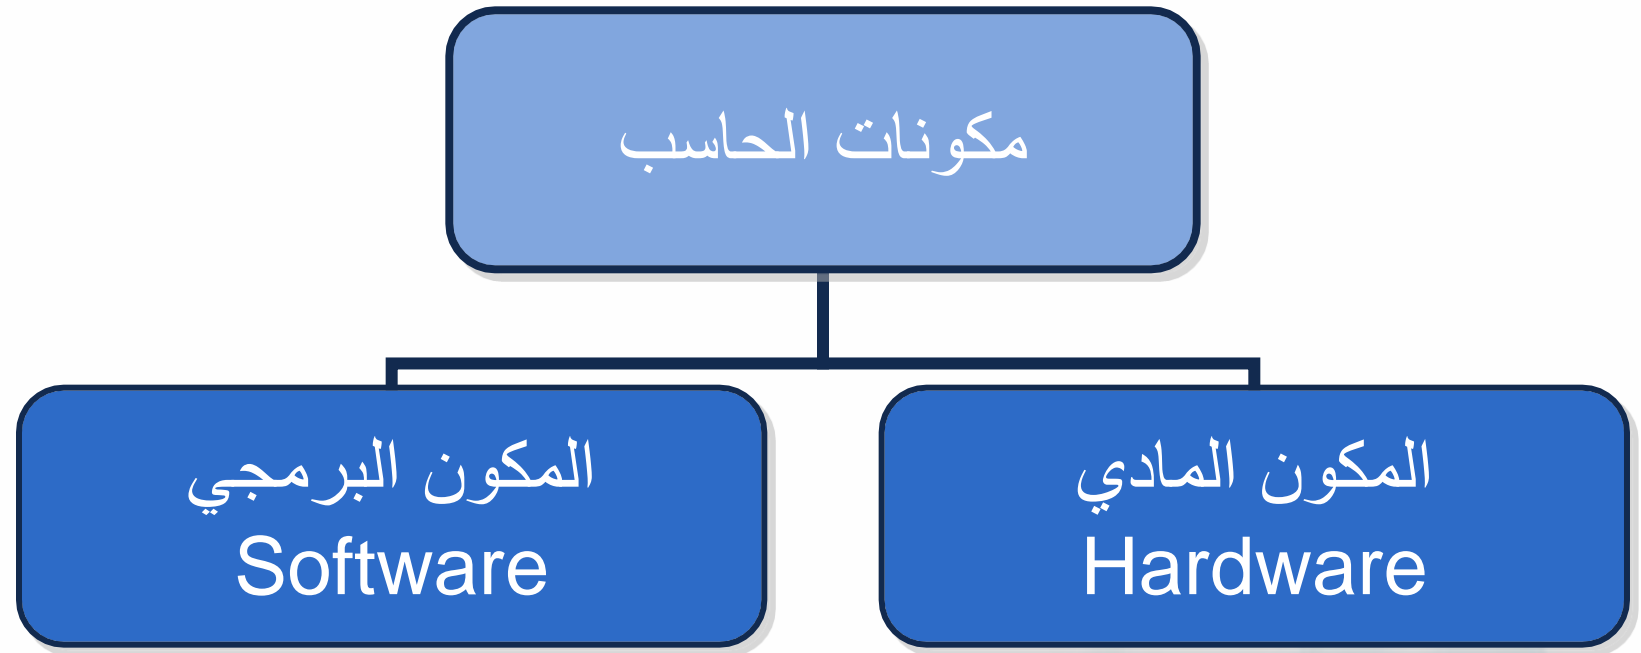 مكونات الحاسب
المكون المادي
Hardware
المكون البرمجي
Software